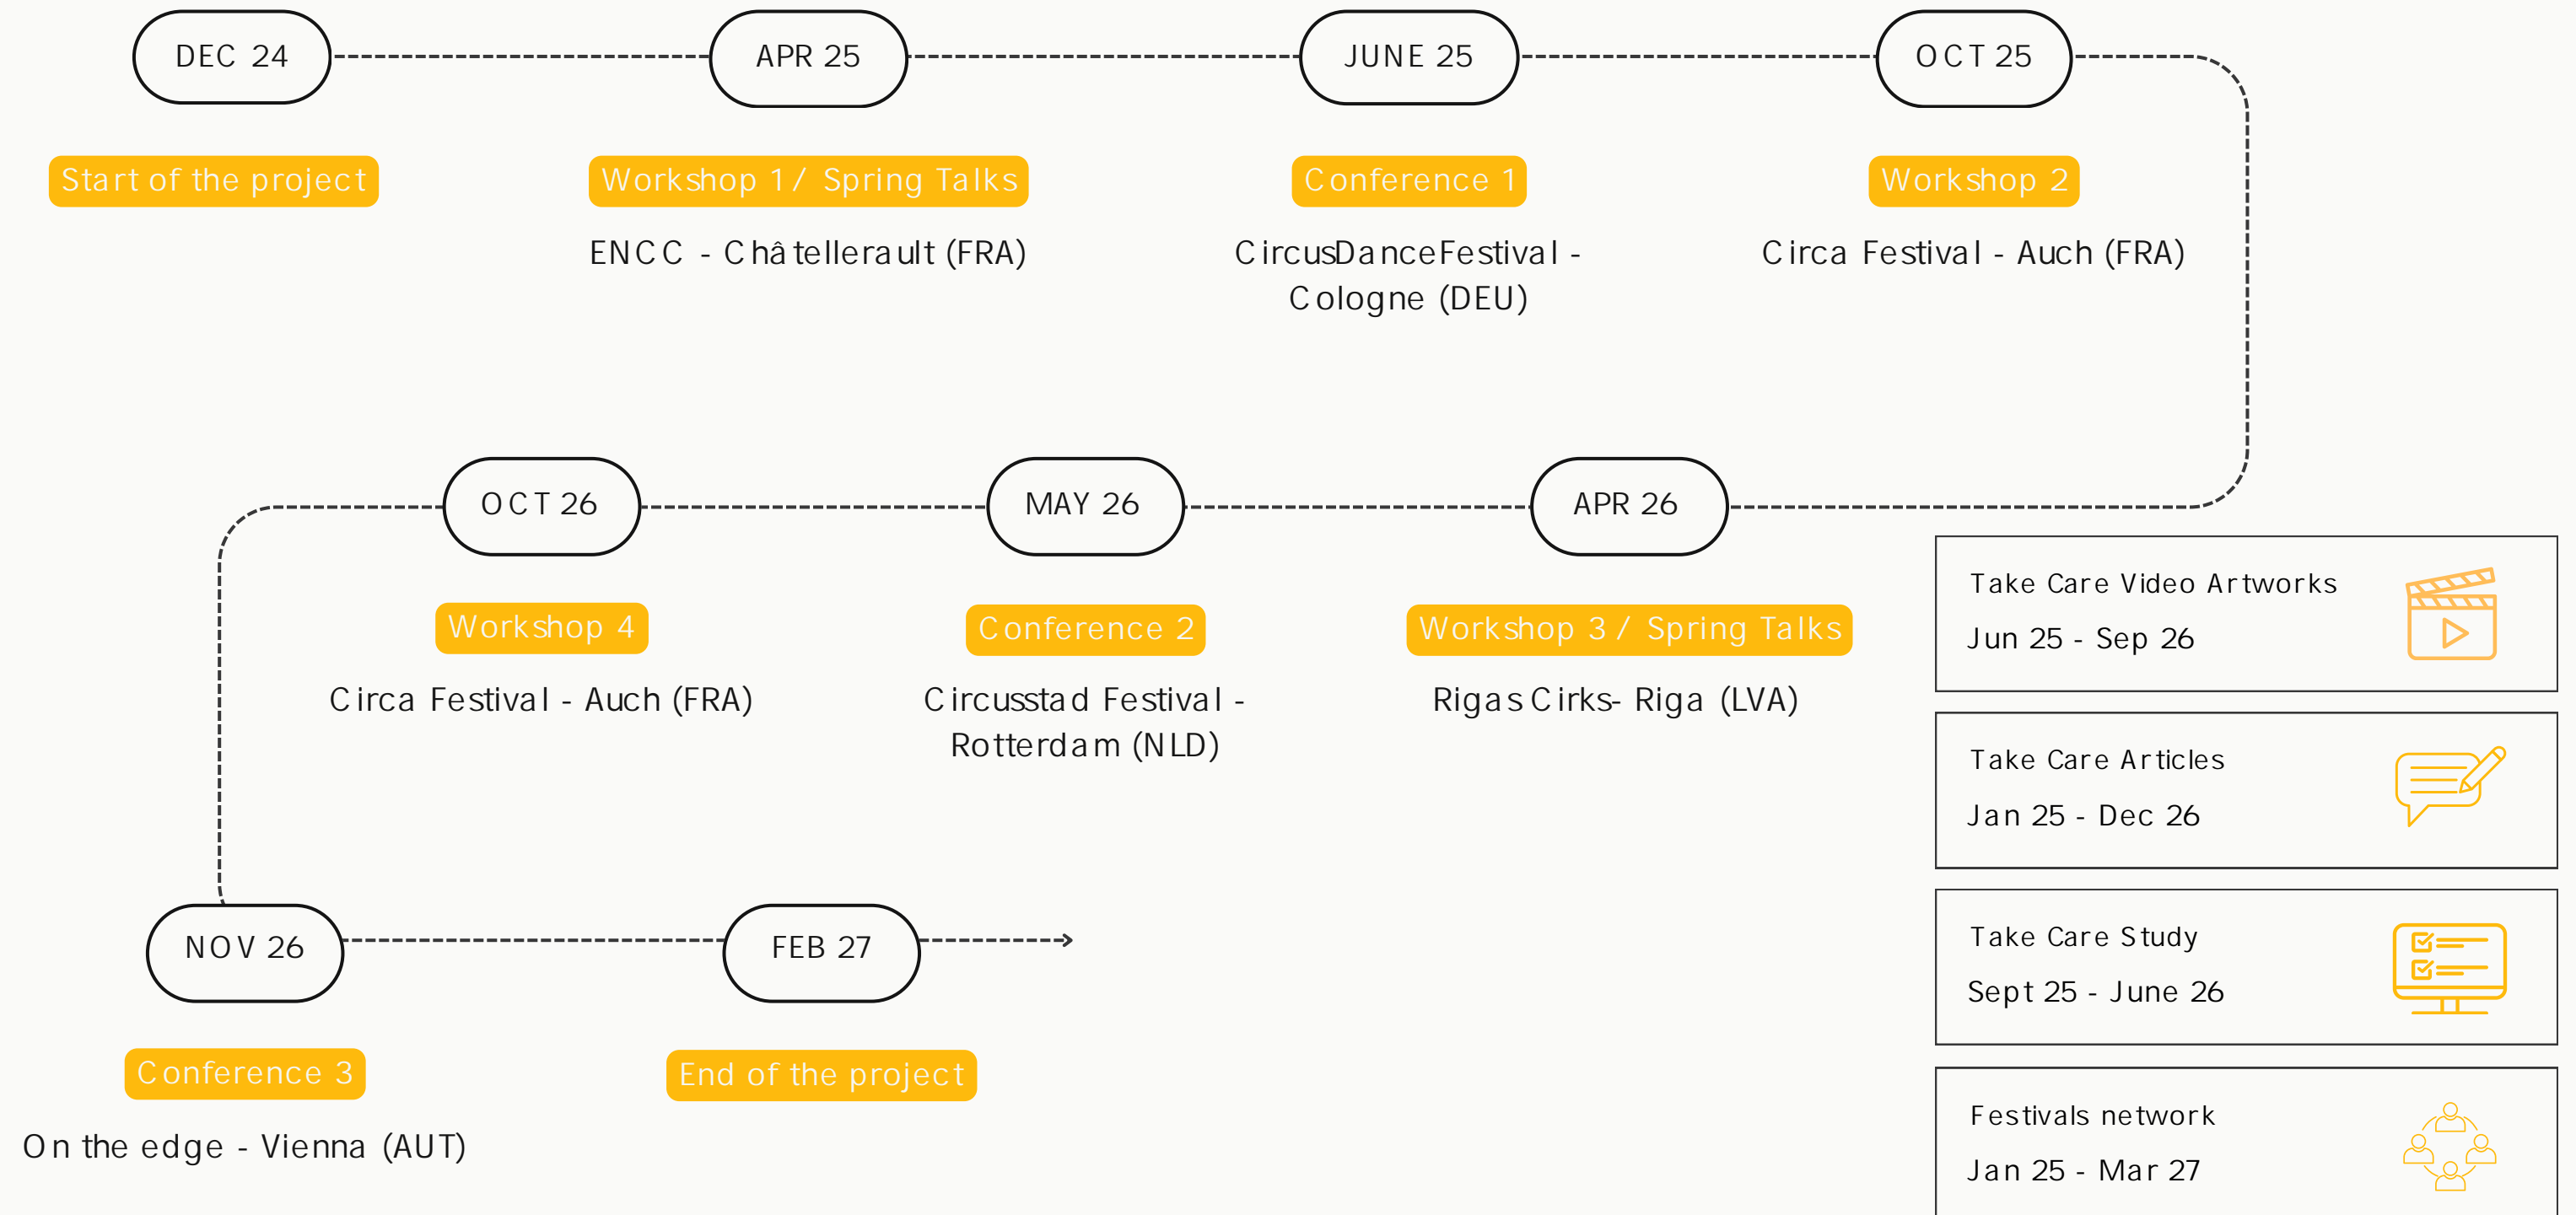 DEC 24
APR 25
JUNE 25
OCT 25
Start of the project
Workshop 1 / Spring Talks
Conference 1
Workshop 2
ENCC - Châtellerault (FRA)
CircusDanceFestival -
Cologne (DEU)
Circa Festival - Auch (FRA)
APR 26
MAY 26
OCT 26
Workshop 3 / Spring Talks
Conference 2
Workshop 4
Rigas Cirks- Riga (LVA)
Circusstad Festival -
Rotterdam (NLD)
Circa Festival - Auch (FRA)
NOV 26
FEB 27
Conference 3
End of the project
On the edge - Vienna (AUT)
Take Care Video Artworks
Jun 25 - Sep 26
Take Care Articles
Jan 25 - Dec 26
Take Care Study
Sept 25 - June 26
Festivals network
Jan 25 - Mar 27